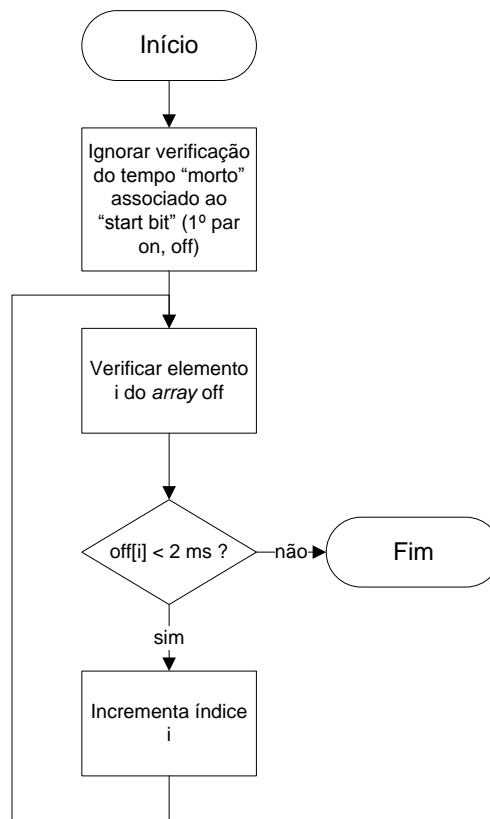 Início
Ignorar verificação
do tempo “morto”
associado ao
“start bit” (1º par
on, off)
Verificar elemento
i do array off
off[i] < 2 ms ?
não
Fim
sim
Incrementa índice
i